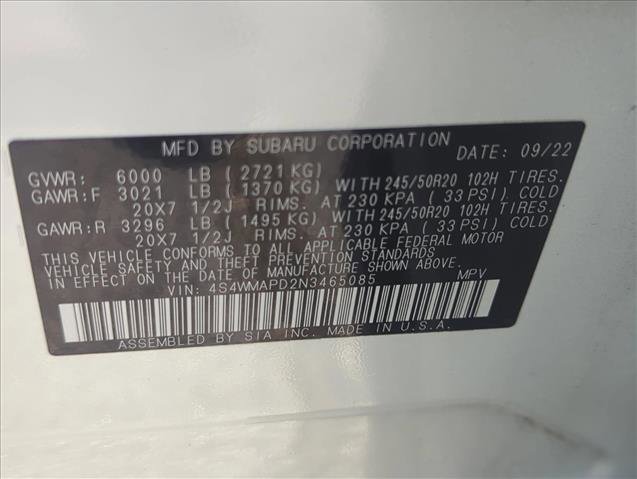 MFD BY SUBARU CORPORATION DATE: 09/22
GVWR: 6000 LB ( 2721 KG)
GAWR:F 3021 LB ( 1370 KG) WITH 245/50R20 102H TIRES.
20X7 1/2J RIMS. AT 230 KPA ( 33 PSI) COLD
GAWR:R 3296 LB ( 1495 KG) WITH 245/50R20 102H TIRES.
20X7 1/2J RIMS. AT 230 KPA ( 33 PSI) COLD
THIS VEHICLE CONFORMS TO ALL APPLICABLE FEDERAL MOTOR
VEHICLE SAFETY AND THEFT PREVENTION STANDARDS
IN EFFECT ON THE DATE OF MANUFACTURE SHOWN ABOVE.
VIN: 4S4WMAPD2N3465085 MPV
ASSEMBLED BY SIA INC. MADE IN U.S.A.